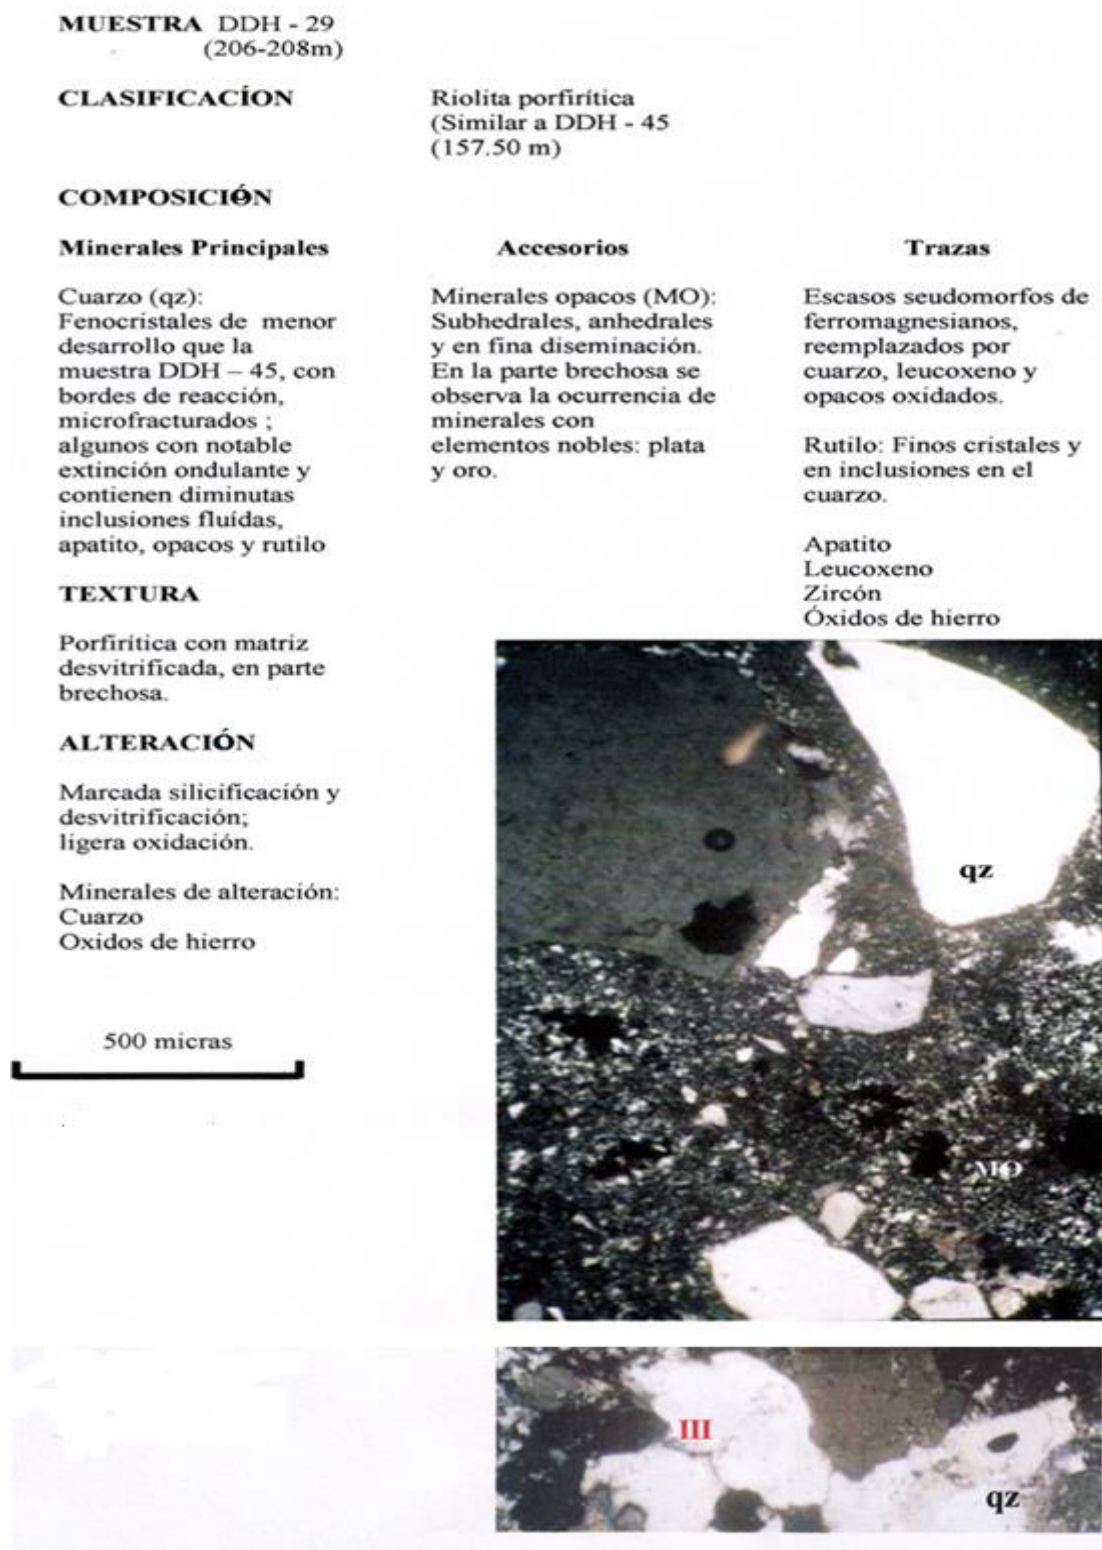 MUESTRA DDH - 29
(206-208m)
CLASIFICACÍON
Riolita porfirítica
(Similar a DDH - 45
(157.50 m)
COMPOSICIÓN
Minerales Principales
Cuarzo (qz):
Fenocristales de menor
desarrollo que la
muestra DDH – 45, con
bordes de reacción,
microfracturados ;
algunos con notable
extinción ondulante y
contienen diminutas
inclusiones fluídas,
apatito, opacos y rutilo
Accesorios
Minerales opacos (MO):
Subhedrales, anhedrales
y en fina diseminación.
En la parte brechosa se
observa la ocurrencia de
minerales con
elementos nobles: plata
y oro.
Trazas
Escasos seudomorfos de
ferromagnesianos,
reemplazados por
cuarzo, leucoxeno y
opacos oxidados.
Rutilo: Finos cristales y
en inclusiones en el
cuarzo.
Apatito
Leucoxeno
Zircón
Óxidos de hierro
TEXTURA
Porfirítica con matriz
desvitrificada, en parte
brechosa.
ALTERACIÓN
Marcada silicificación y
desvitrificación;
ligera oxidación.
Minerales de alteración:
Cuarzo
Oxidos de hierro
500 micras
qz
MO
III
qz